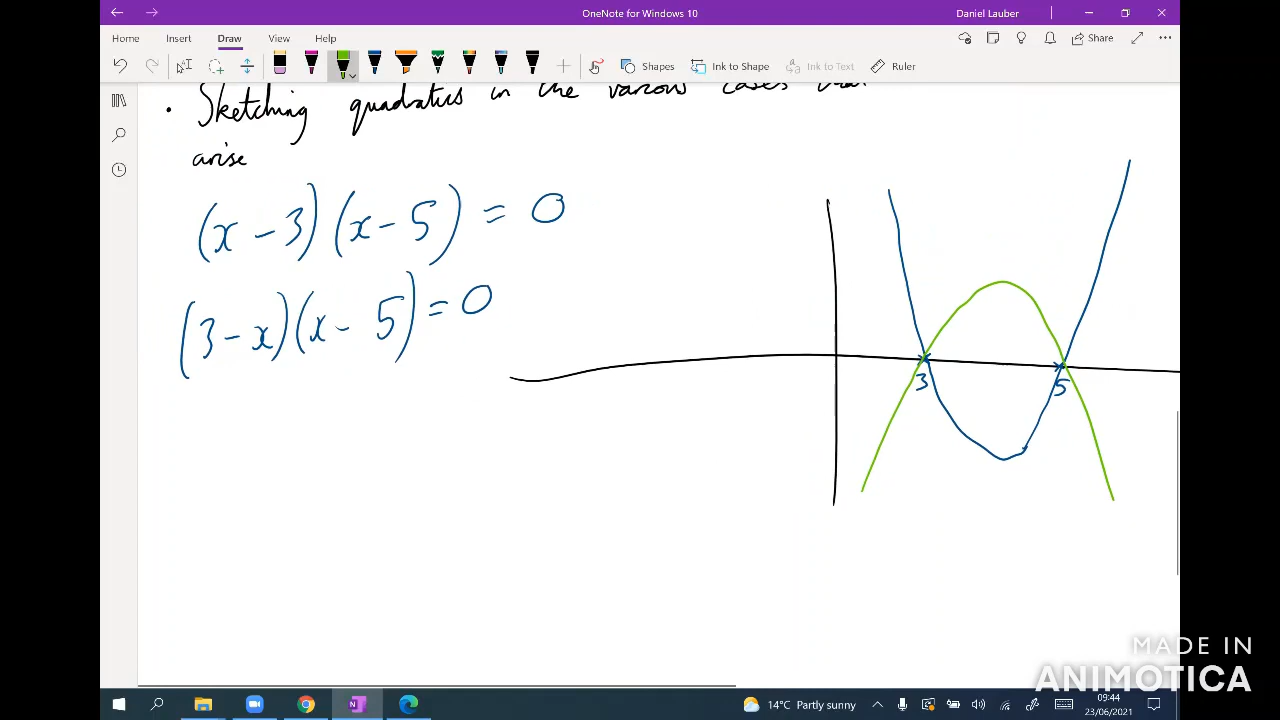 OneNote for Windows 10
Daniel Lauber
Home Insert Draw View Help
Share
Shapes Ink to Shape Ink to Text Ruler
• Sketching quadratics in the various cases that
arise
(x - 3)(x - 5) = 0
(3 - x)(x - 5) = 0
3 5
MADE IN
ANIMOTICA
14°C Partly sunny
09:44
23/06/2021